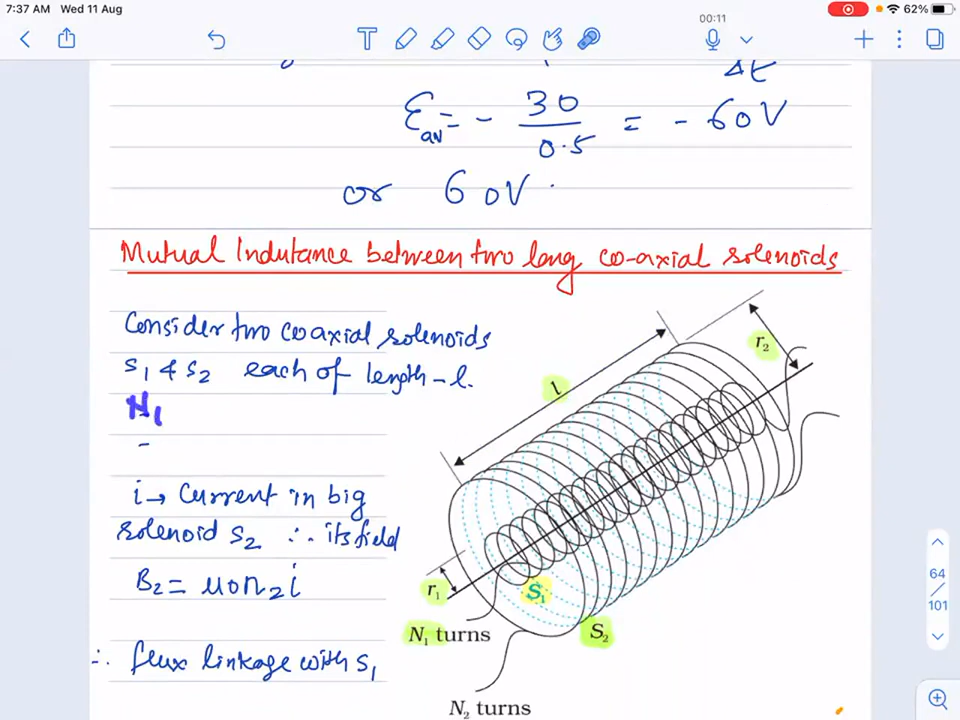 7:37 AM Wed 11 Aug
62%
00:11
Δt
Ɛav = - 30 / 0.5 = - 60V
or 60V.
Mutual Indutance between two long co-axial solenoids
Consider two coaxial solenoids
S1 & S2 each of length - l.
N1
-
i → Current in big
solenoid S2 ∴ its field
B2 = μ0n2i
∴ flux linkage with S1
l
r2
r1
S1
N1 turns
S2
N2 turns
64
101